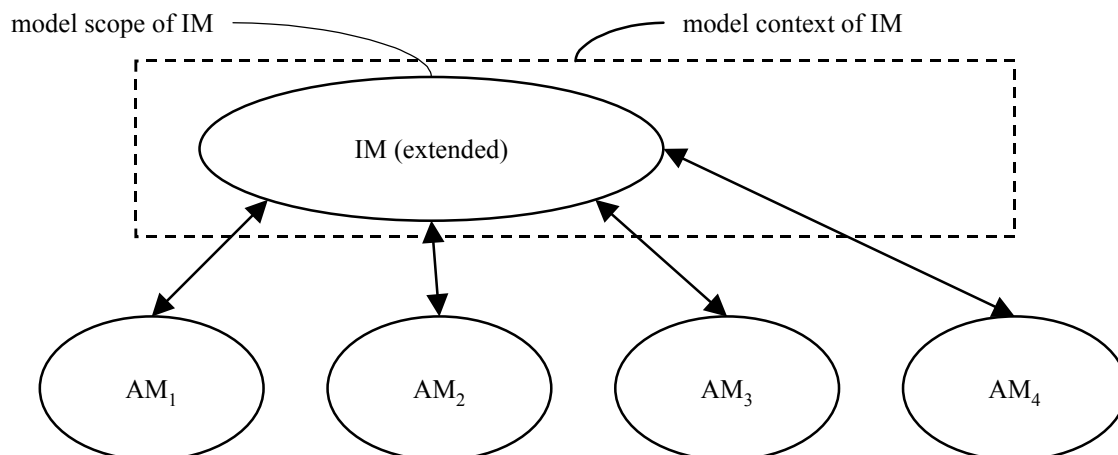 model scope of IM
model context of IM
IM (extended)
AM₁
AM₂
AM₃
AM₄